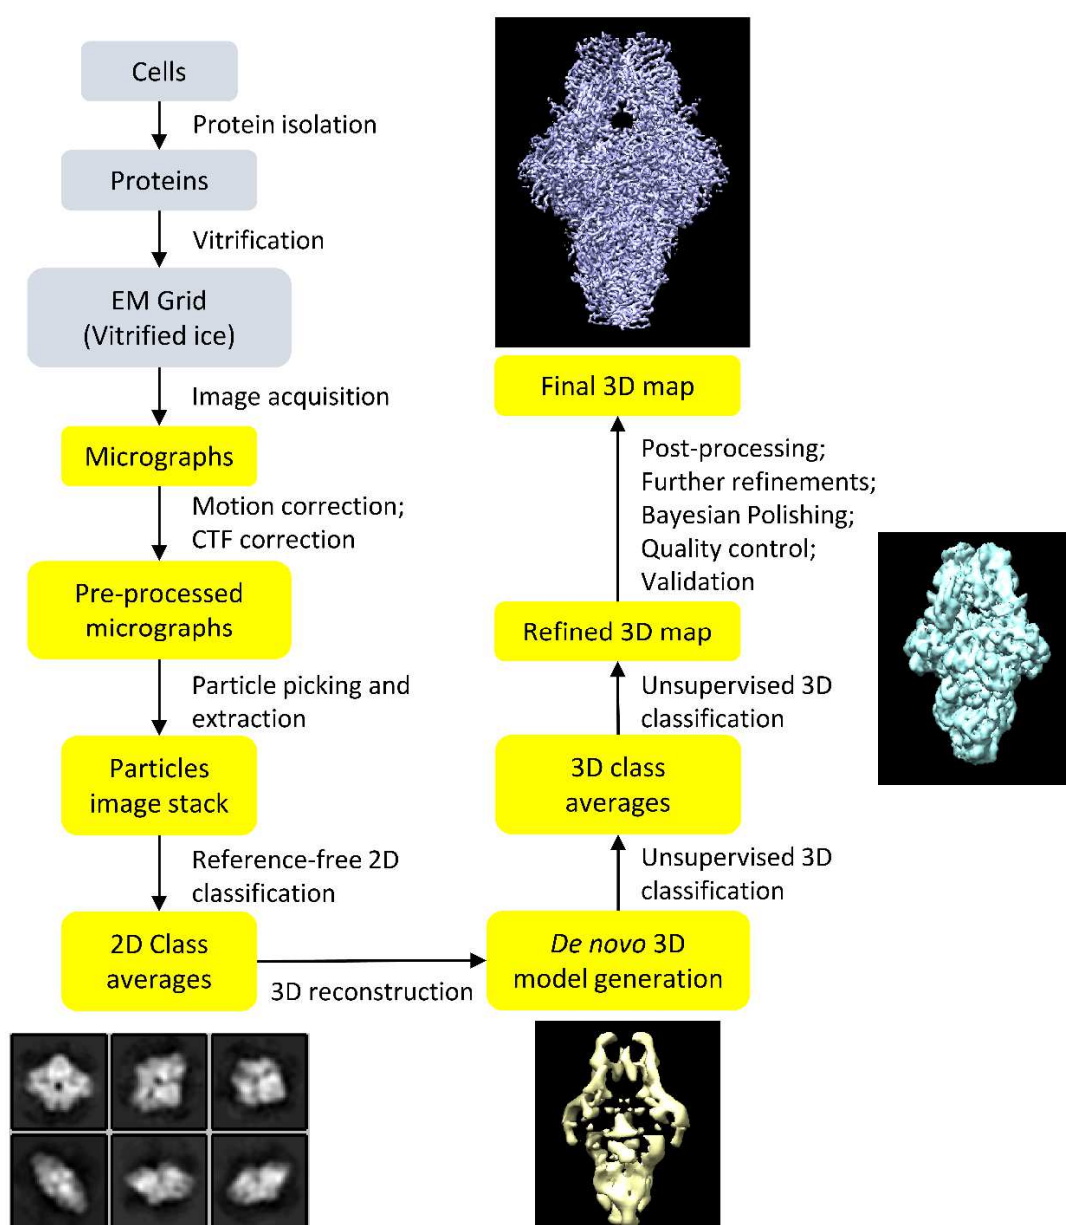 Cells
Protein isolation
Proteins
Vitrification
EM Grid
(Vitrified ice)
Image acquisition
Micrographs
Motion correction;
CTF correction
Pre-processed
micrographs
Particle picking and
extraction
Particles
image stack
Reference-free 2D
classification
2D Class
averages
3D reconstruction
De novo 3D
model generation
Unsupervised 3D
classification
3D class
averages
Unsupervised 3D
classification
Refined 3D map
Post-processing;
Further refinements;
Bayesian Polishing;
Quality control;
Validation
Final 3D map